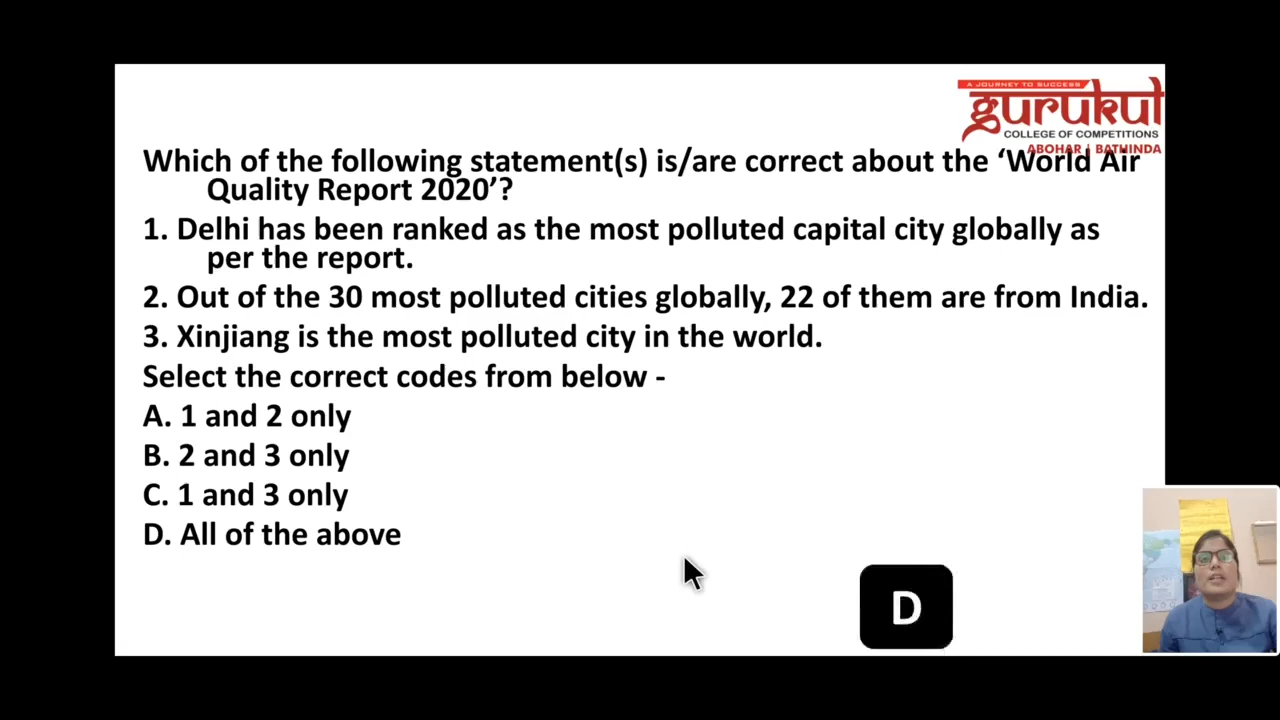 A JOURNEY TO SUCCESS
gurukul
COLLEGE OF COMPETITIONS
ABOHAR | BATHINDA
Which of the following statement(s) is/are correct about the ‘World Air
Quality Report 2020’?
1. Delhi has been ranked as the most polluted capital city globally as
per the report.
2. Out of the 30 most polluted cities globally, 22 of them are from India.
3. Xinjiang is the most polluted city in the world.
Select the correct codes from below -
A. 1 and 2 only
B. 2 and 3 only
C. 1 and 3 only
D. All of the above
D